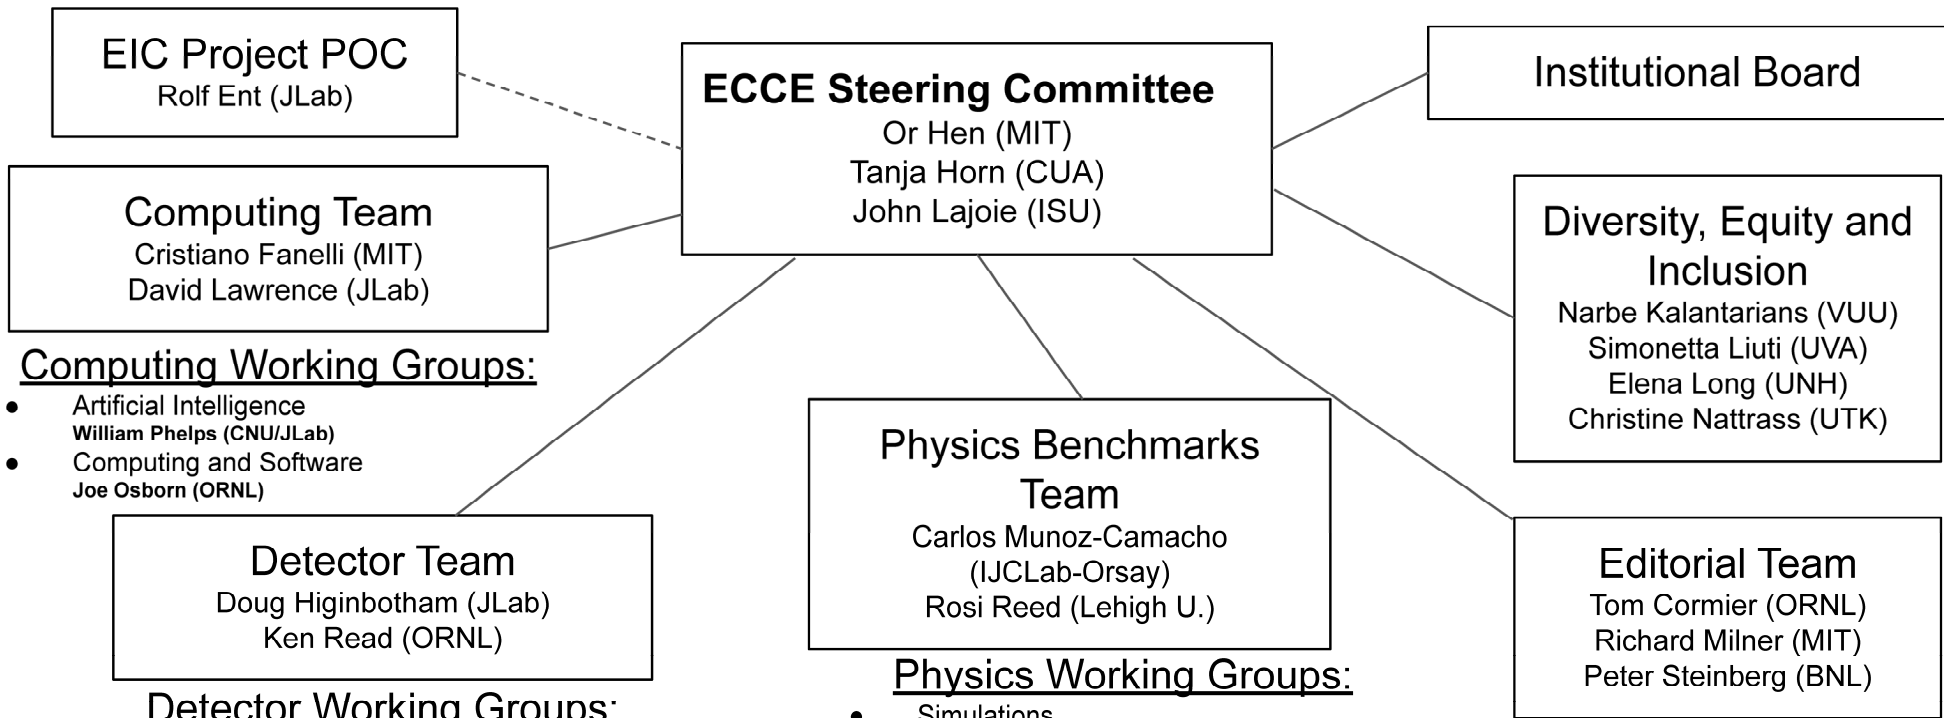 EIC Project POC
Rolf Ent (JLab)
ECCE Steering Committee
Or Hen (MIT)
Tanja Horn (CUA)
John Lajoie (ISU)
Institutional Board
Computing Team
Cristiano Fanelli (MIT)
David Lawrence (JLab)
Diversity, Equity and
Inclusion
Narbe Kalantarians (VUU)
Simonetta Liuti (UVA)
Elena Long (UNH)
Christine Nattrass (UTK)
Computing Working Groups:
● Artificial Intelligence
William Phelps (CNU/JLab)
● Computing and Software
Joe Osborn (ORNL)
Detector Team
Doug Higinbotham (JLab)
Ken Read (ORNL)
Detector Working Groups:
Physics Benchmarks
Team
Carlos Munoz-Camacho
(IJCLab-Orsay)
Rosi Reed (Lehigh U.)
Physics Working Groups:
● Simulations
Editorial Team
Tom Cormier (ORNL)
Richard Milner (MIT)
Peter Steinberg (BNL)